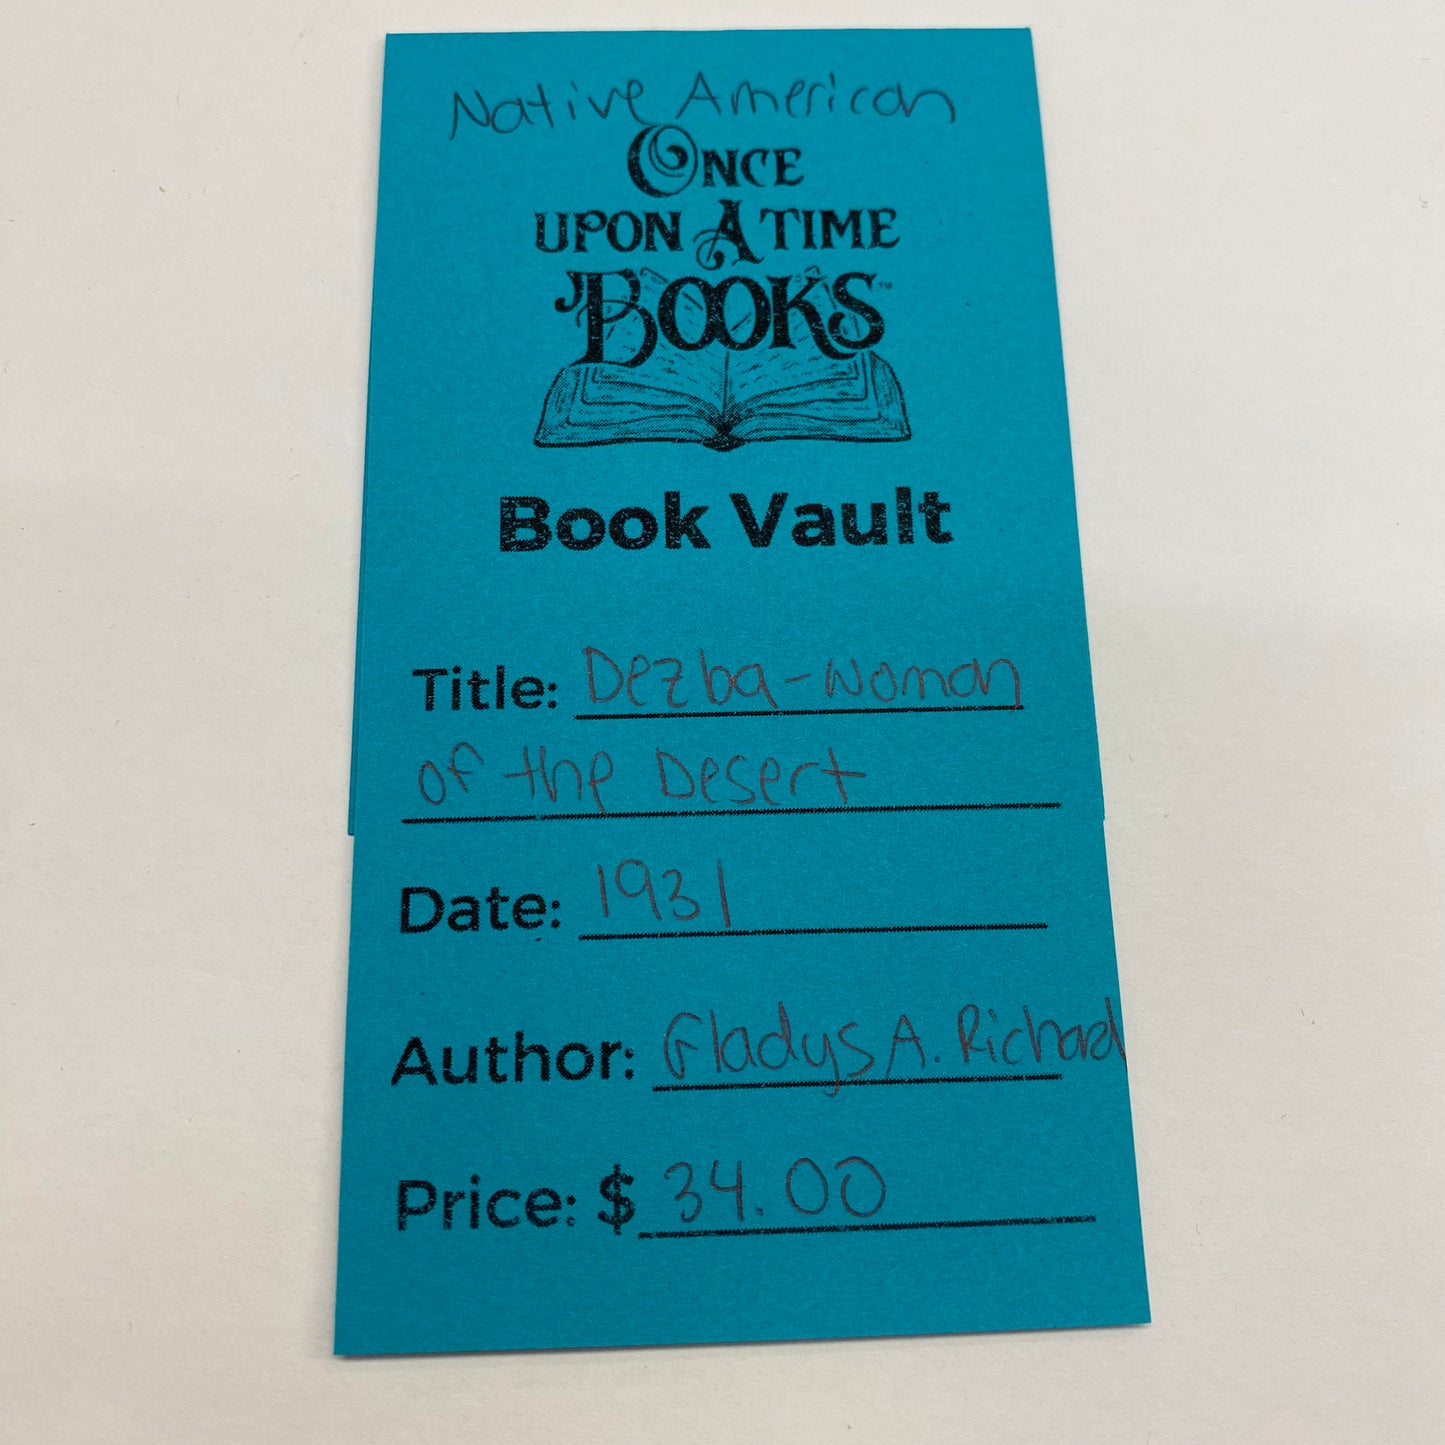 Native American
ONCE
UPON A TIME
BOOKS™
Book Vault
Title: Dezba-Woman
of the Desert
Date: 1931
Author: Gladys A. Richard
Price: $ 34.00